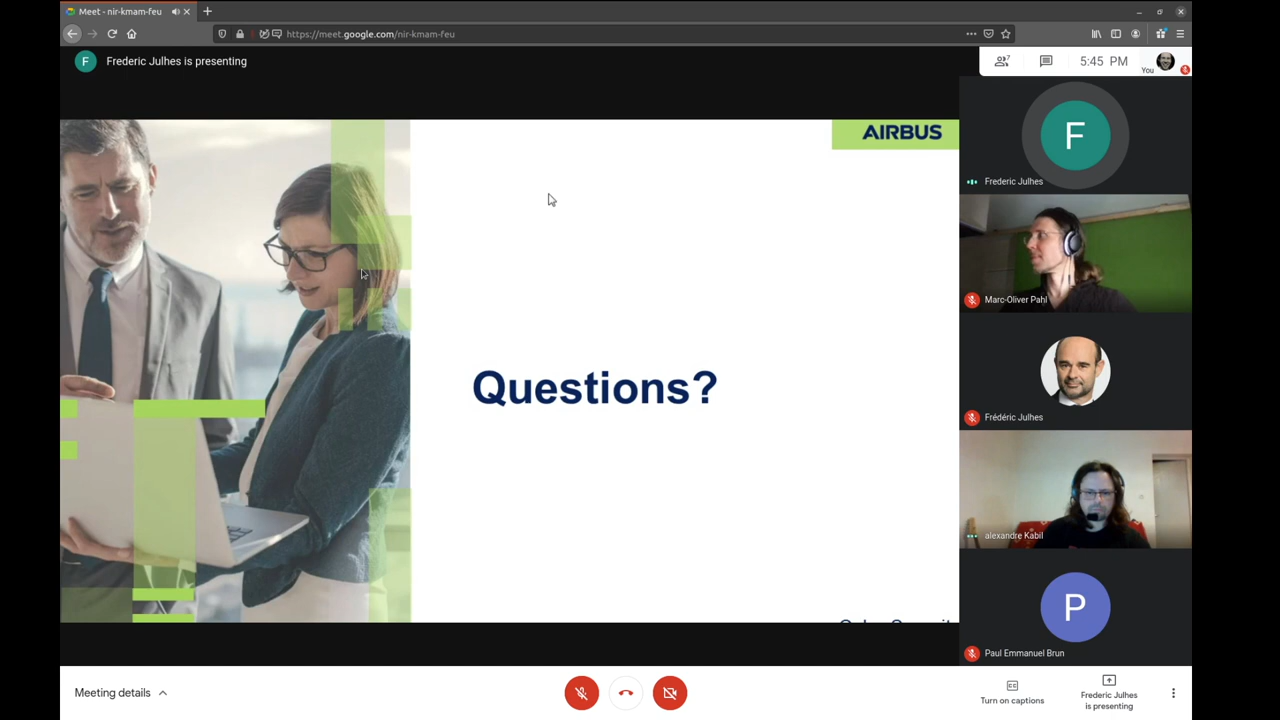 Meet - nir-kmam-feu
https://meet.google.com/nir-kmam-feu
F
Frederic Julhes is presenting
7
5:45 PM
You
AIRBUS
F
Frederic Julhes
Marc-Oliver Pahl
Frédéric Julhes
Questions?
alexandre Kabil
P
Paul Emmanuel Brun
Meeting details
CC
Turn on captions
Frederic Julhes
is presenting